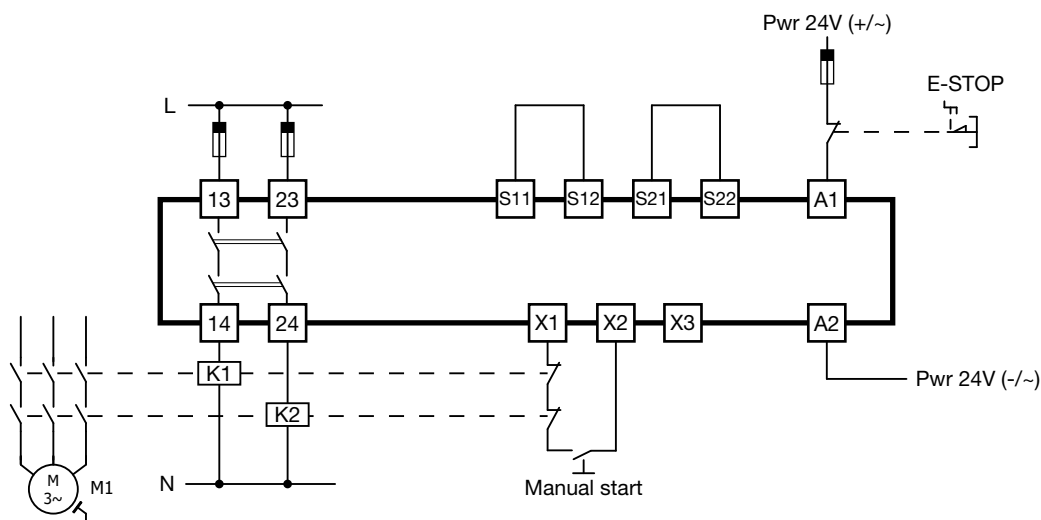 Pwr 24V (+/~)
E-STOP
L
13
23
S11
S12
S21
S22
A1
14
24
X1
X2
X3
A2
K1
Pwr 24V (-/~)
K2
M
3~
M1
N
Manual start